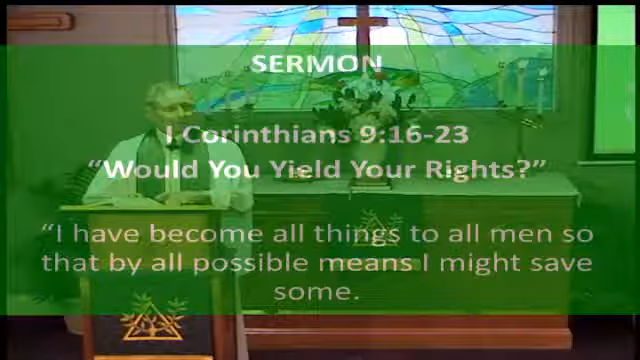 SERMON
I Corinthians 9:16-23
“Would You Yield Your Rights?”
“I have become all things to all men so
that by all possible means I might save
some.